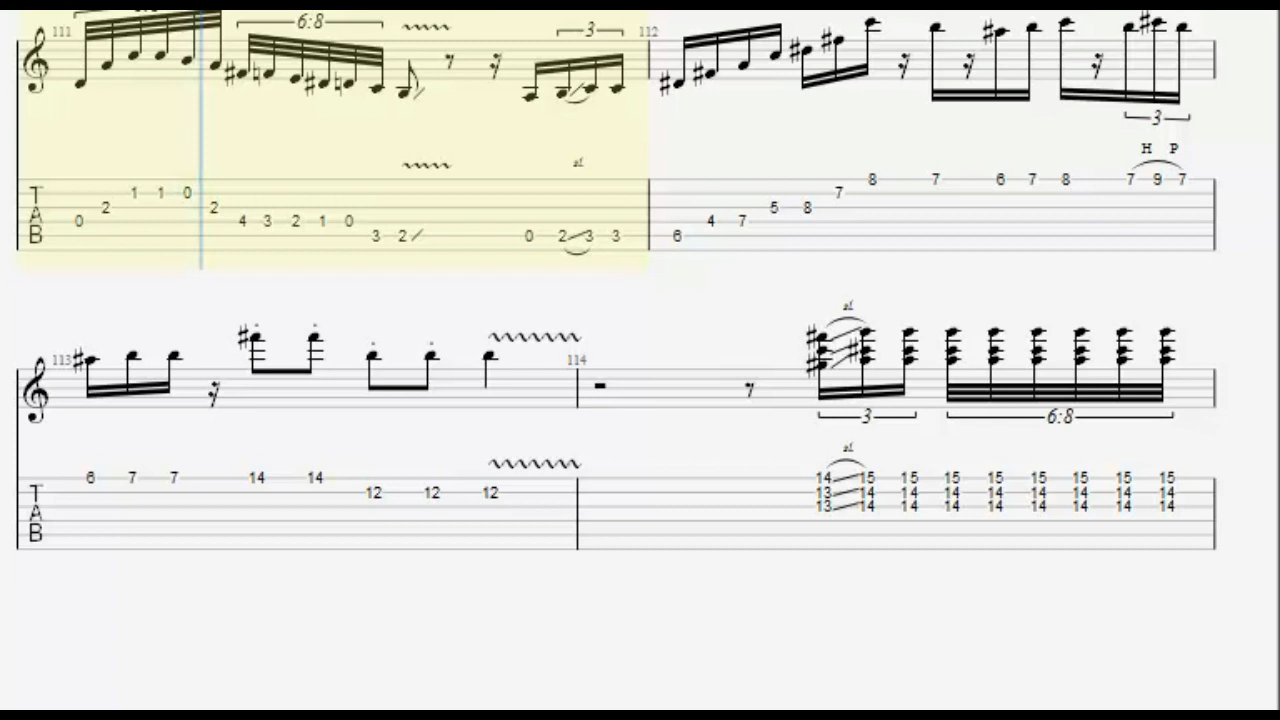 6:8 6:8 3
111 112
3
sl H P
1 1 0 7 8 7 6 7 8 7 9 7
T 2 2 5 8
A 0 4 3 2 1 0 4 7
B 3 2 0 2 3 3 6
sl
113 114
3 6:8
sl
6 7 7 14 14 14 15 15 15 15 15 15 15 15
T 12 12 12 13 14 14 14 14 14 14 14 14
A 13 14 14 14 14 14 14 14 14
B